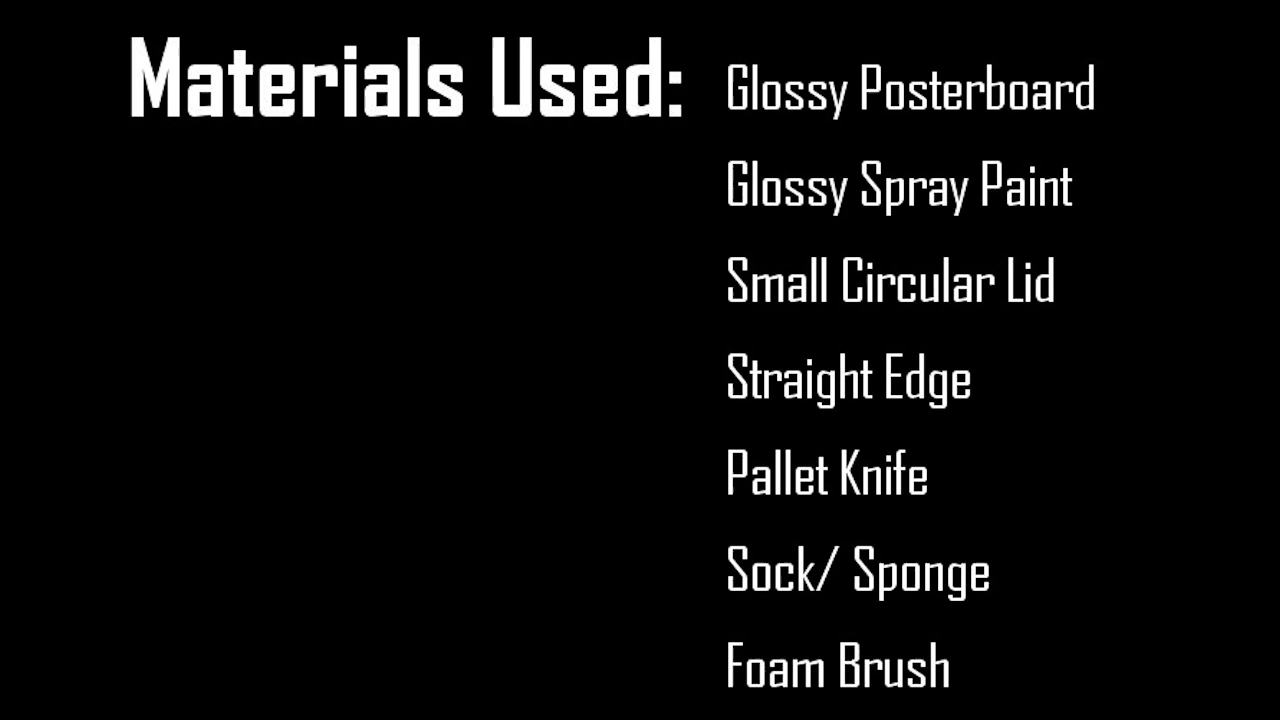 Materials Used:
Glossy Posterboard
Glossy Spray Paint
Small Circular Lid
Straight Edge
Pallet Knife
Sock/ Sponge
Foam Brush